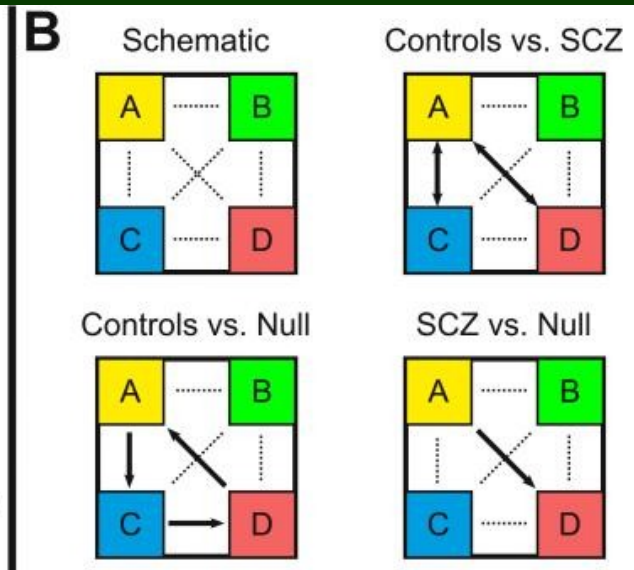 B
Schematic
Controls vs. SCZ
A B
A B
C D
C D
Controls vs. Null
SCZ vs. Null
A B
A B
C D
C D